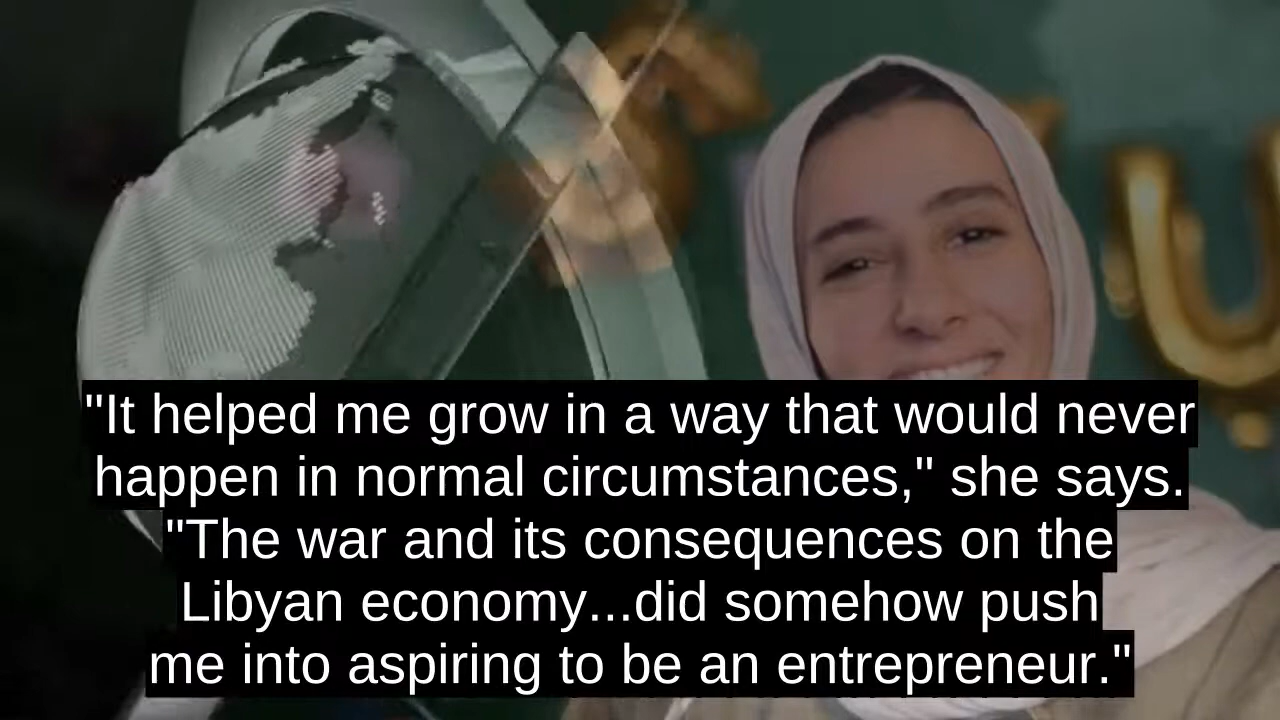 "It helped me grow in a way that would never
happen in normal circumstances," she says.
"The war and its consequences on the
Libyan economy...did somehow push
me into aspiring to be an entrepreneur."